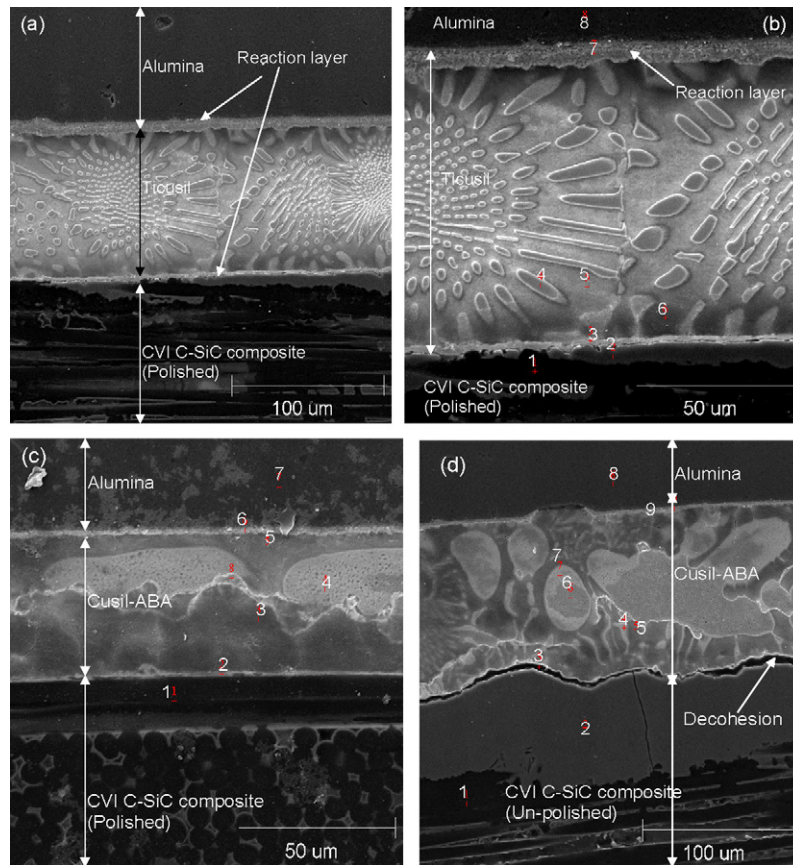 (a)
Alumina
Reaction layer
Ticusil
CVI C-SiC composite
(Polished)
100 um
(b)
Alumina
8
7
Reaction layer
Ticusil
4
5
6
3
2
1
CVI C-SiC composite
(Polished)
50 um
(c)
7
Alumina
6
5
8
4
Cusil-ABA
3
2
1
CVI C-SiC composite
(Polished)
50 um
(d)
8
Alumina
9
7
Cusil-ABA
6
4
5
3
Decohesion
2
1
CVI C-SiC composite
(Un-polished)
100 um